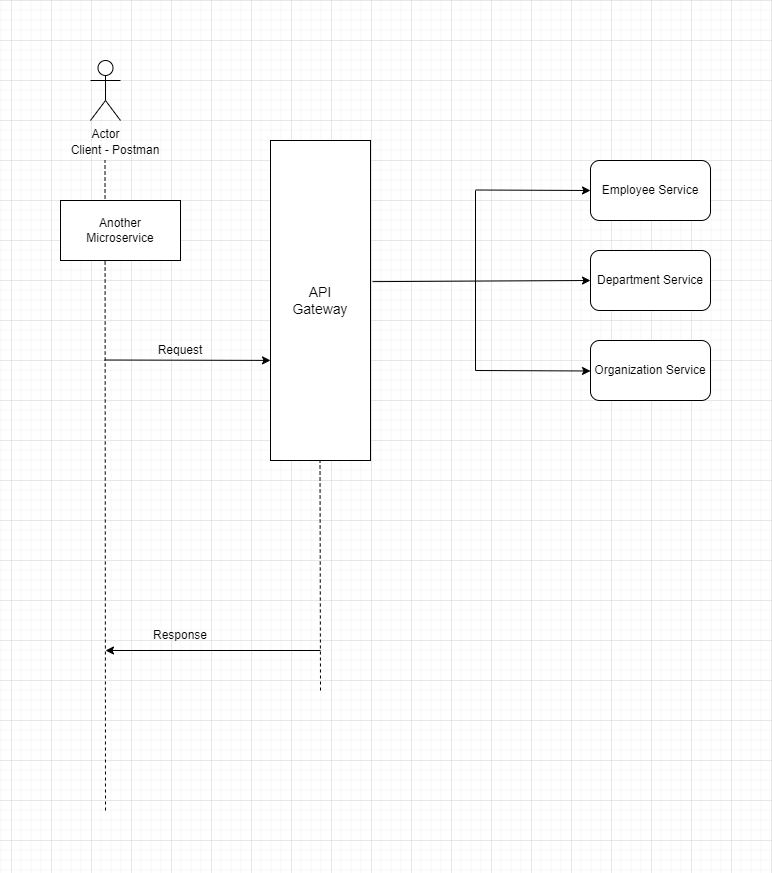 Actor
Client - Postman
Another
Microservice
API
Gateway
Employee Service
Department Service
Organization Service
Request
Response